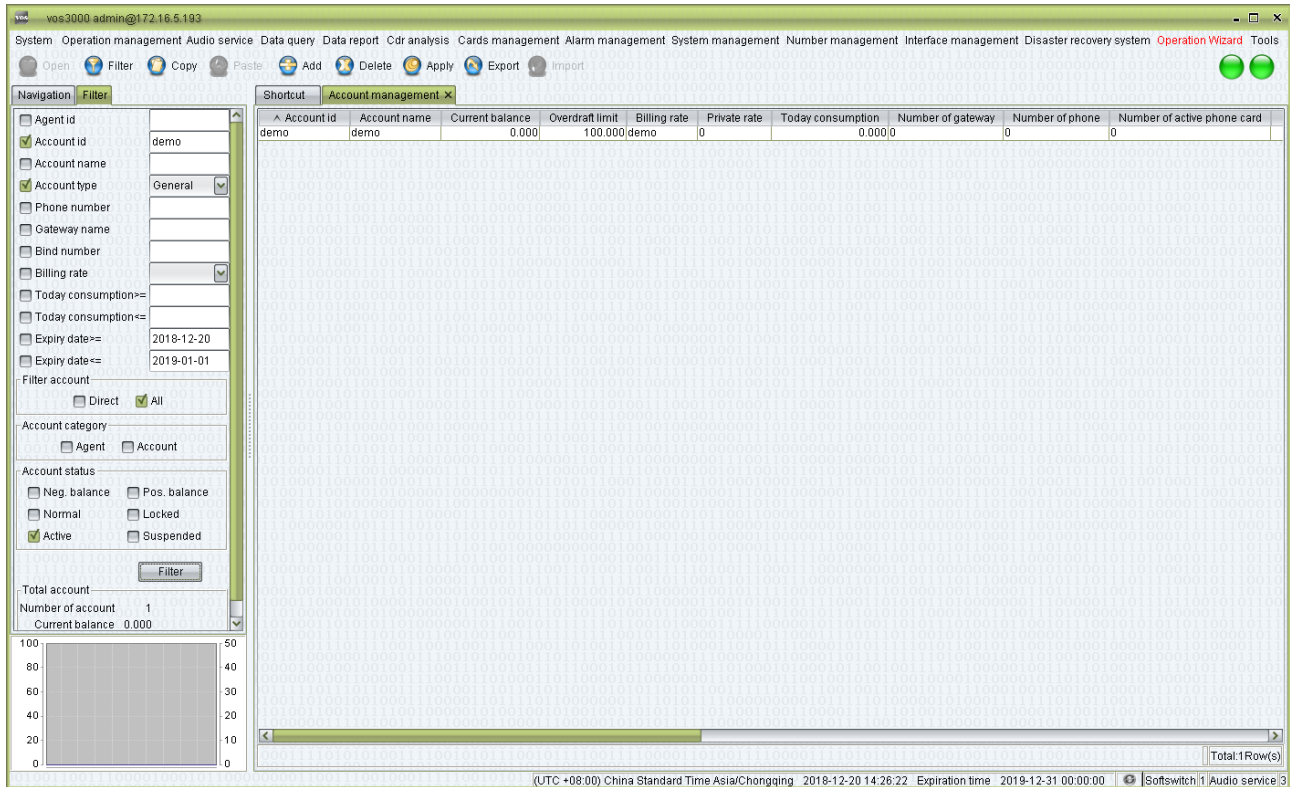 vos vos3000 admin@172.16.5.193
System Operation management Audio service Data query Data report Cdr analysis Cards management Alarm management System management Number management Interface management Disaster recovery system Operation Wizard Tools
Open Filter Copy Paste Add Delete Apply Export Import
Navigation Filter
Agent id
Account id demo
Account name
Account type General
Phone number
Gateway name
Bind number
Billing rate
Today consumption>=
Today consumption<=
Expiry date>= 2018-12-20
Expiry date<= 2019-01-01
Filter account
Direct All
Account category
Agent Account
Account status
Neg. balance Pos. balance
Normal Locked
Active Suspended
Filter
Total account
Number of account 1
Current balance 0.000
100 50
80 40
60 30
40 20
20 10
0 0
Shortcut Account management ×
Account id Account name Current balance Overdraft limit Billing rate Private rate Today consumption Number of gateway Number of phone Number of active phone card
demo demo 0.000 100.000 demo 0 0.000 0 0 0
Total:1Row(s)
(UTC +08:00) China Standard Time Asia/Chongqing 2018-12-20 14:26:22 Expiration time 2019-12-31 00:00:00 Softswitch 1 Audio service 3